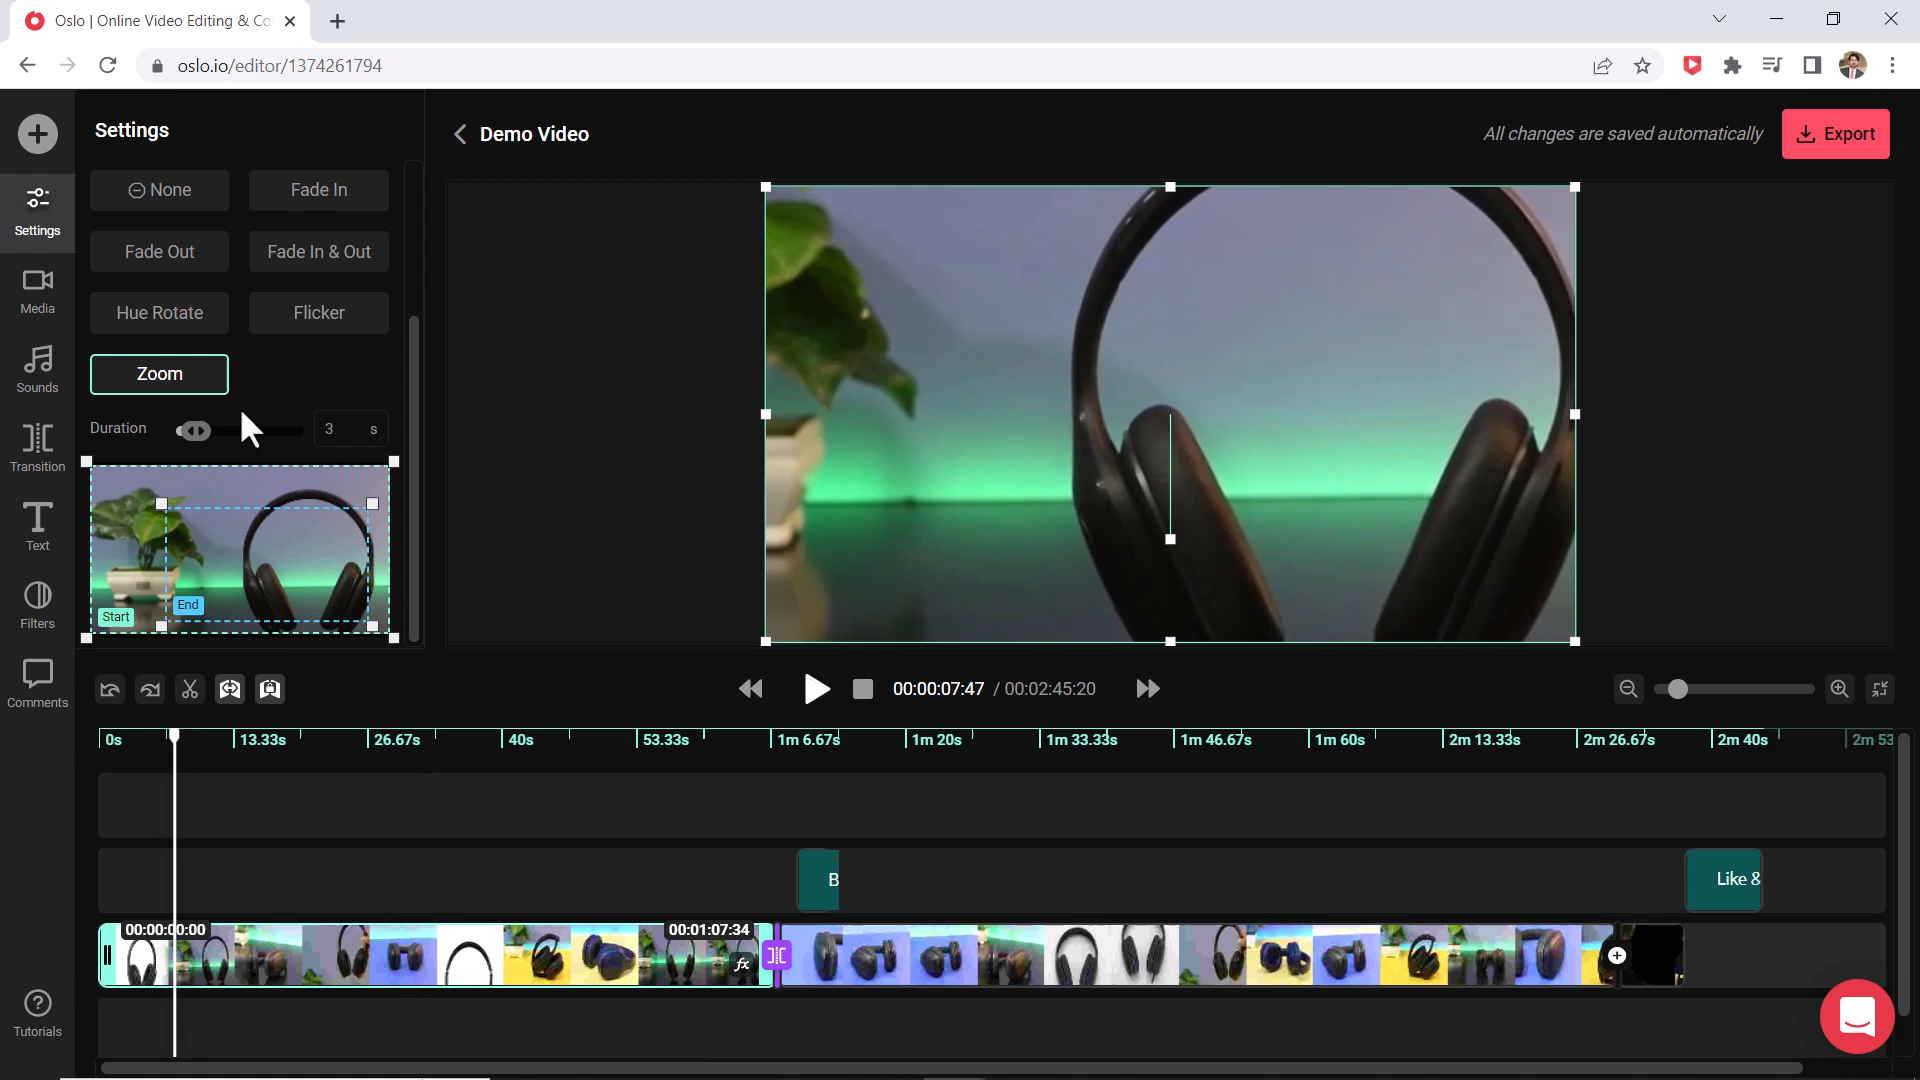 Oslo | Online Video Editing & Co
oslo.io/editor/1374261794
Settings
Demo Video
All changes are saved automatically
Export
None
Fade In
Settings
Fade Out
Fade In & Out
Media
Hue Rotate
Flicker
Sounds
Zoom
Duration
3 s
Transition
Text
Start
End
Filters
Comments
00:00:07:47 / 00:02:45:20
0s
13.33s
26.67s
40s
53.33s
1m 6.67s
1m 20s
1m 33.33s
1m 46.67s
1m 60s
2m 13.33s
2m 26.67s
2m 40s
2m 53
B
Like &
00:00:00:00
00:01:07:34
fx
Tutorials